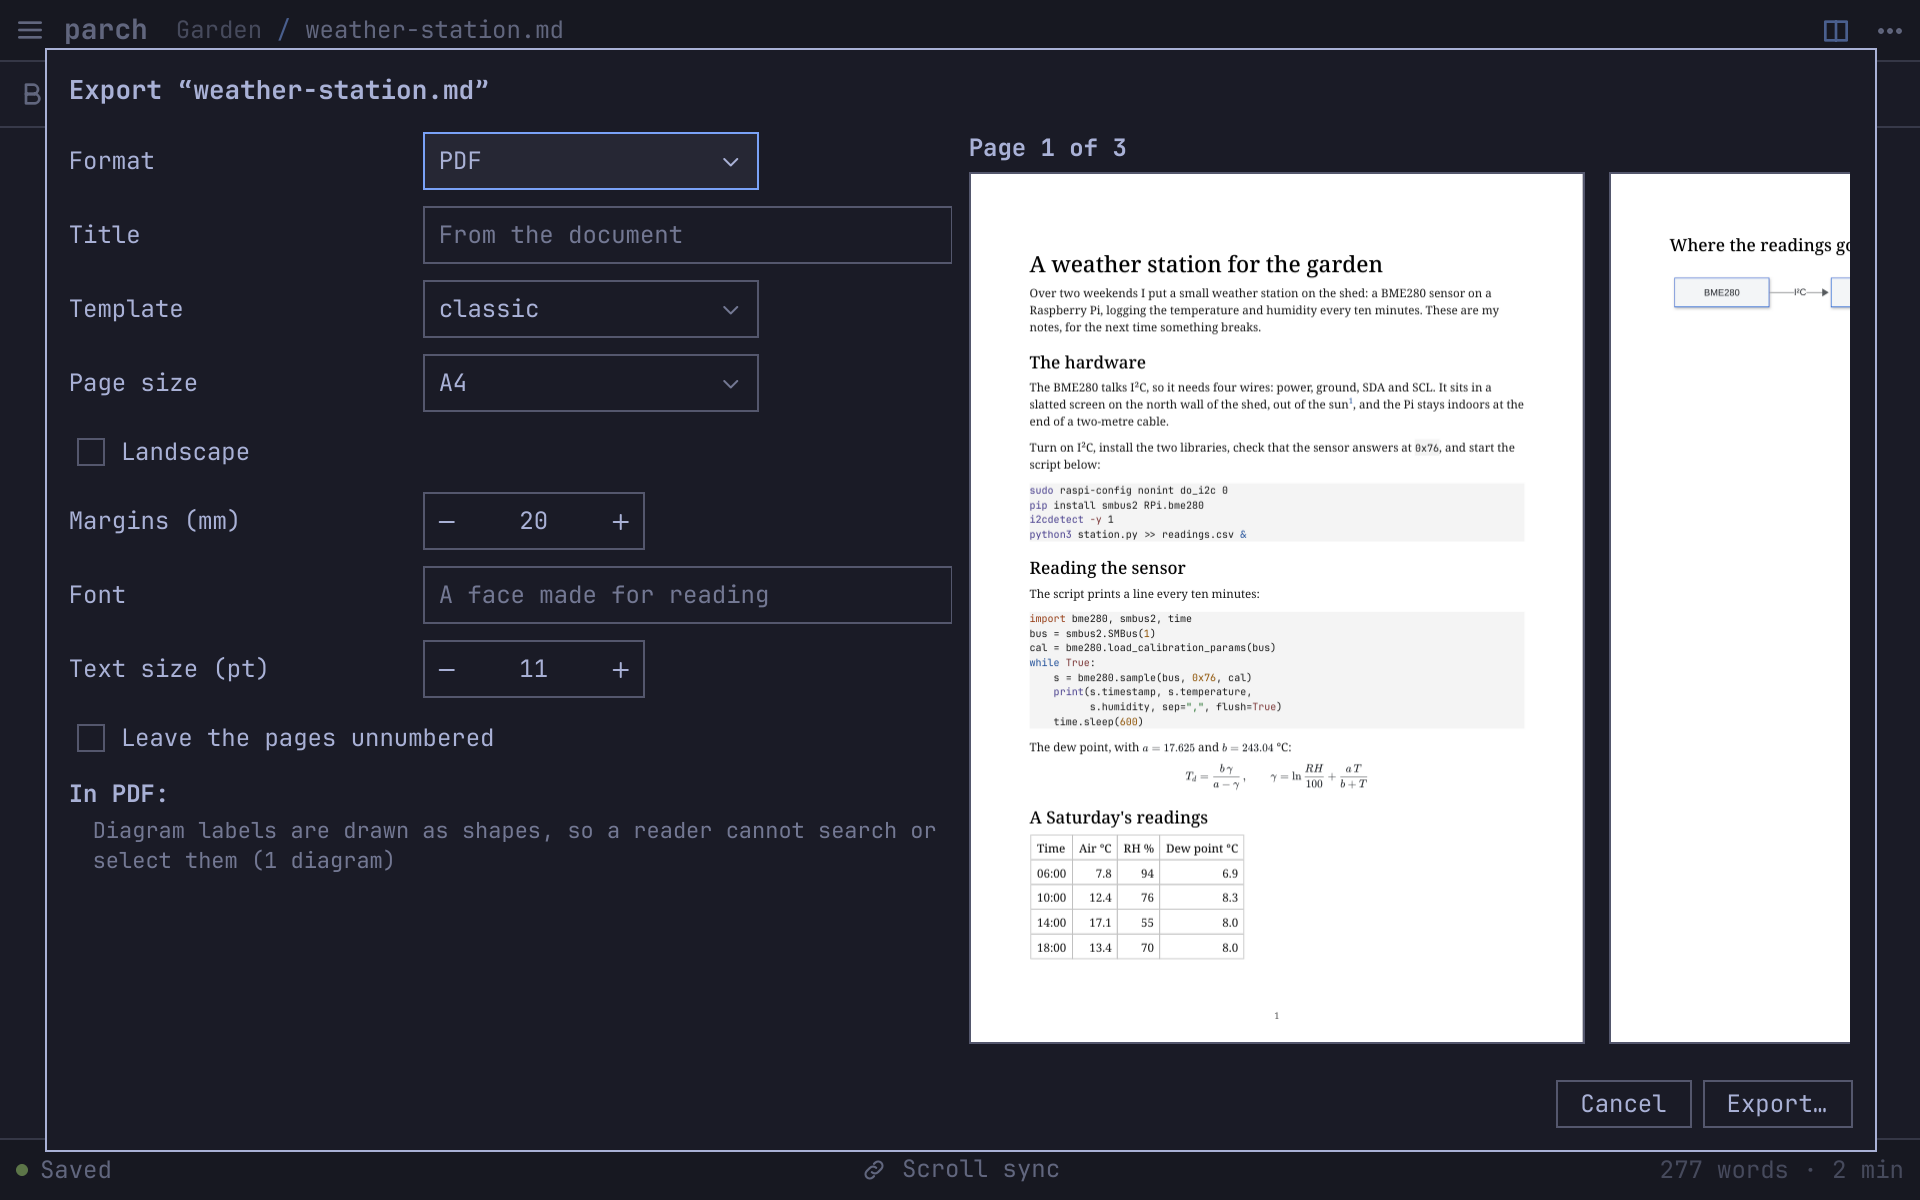 parch Garden / weather-station.md
B
Export “weather-station.md”
Format PDF
Title From the document
Template classic
Page size A4
Landscape
Margins (mm) − 20 +
Font A face made for reading
Text size (pt) − 11 +
Leave the pages unnumbered
In PDF:
Diagram labels are drawn as shapes, so a reader cannot search or
select them (1 diagram)
Page 1 of 3
A weather station for the garden
Over two weekends I put a small weather station on the shed: a BME280 sensor on a
Raspberry Pi, logging the temperature and humidity every ten minutes. These are my
notes, for the next time something breaks.
The hardware
The BME280 talks I²C, so it needs four wires: power, ground, SDA and SCL. It sits in a
slatted screen on the north wall of the shed, out of the sun¹, and the Pi stays indoors at the
end of a two-metre cable.
Turn on I²C, install the two libraries, check that the sensor answers at 0x76, and start the
script below:
sudo raspi-config nonint do_i2c 0
pip install smbus2 RPi.bme280
i2cdetect -y 1
python3 station.py >> readings.csv &
Reading the sensor
The script prints a line every ten minutes:
import bme280, smbus2, time
bus = smbus2.SMBus(1)
cal = bme280.load_calibration_params(bus)
while True:
    s = bme280.sample(bus, 0x76, cal)
    print(s.timestamp, s.temperature,
          s.humidity, sep=",", flush=True)
    time.sleep(600)
The dew point, with a = 17.625 and b = 243.04 °C:
T_d = bγ / (a − γ), γ = ln RH/100 + aT / (b + T)
A Saturday's readings
Time Air °C RH % Dew point °C
06:00 7.8 94 6.9
10:00 12.4 76 8.3
14:00 17.1 55 8.0
18:00 13.4 70 8.0
1
Where the readings go
BME280 I²C
Cancel Export…
Saved Scroll sync 277 words · 2 min